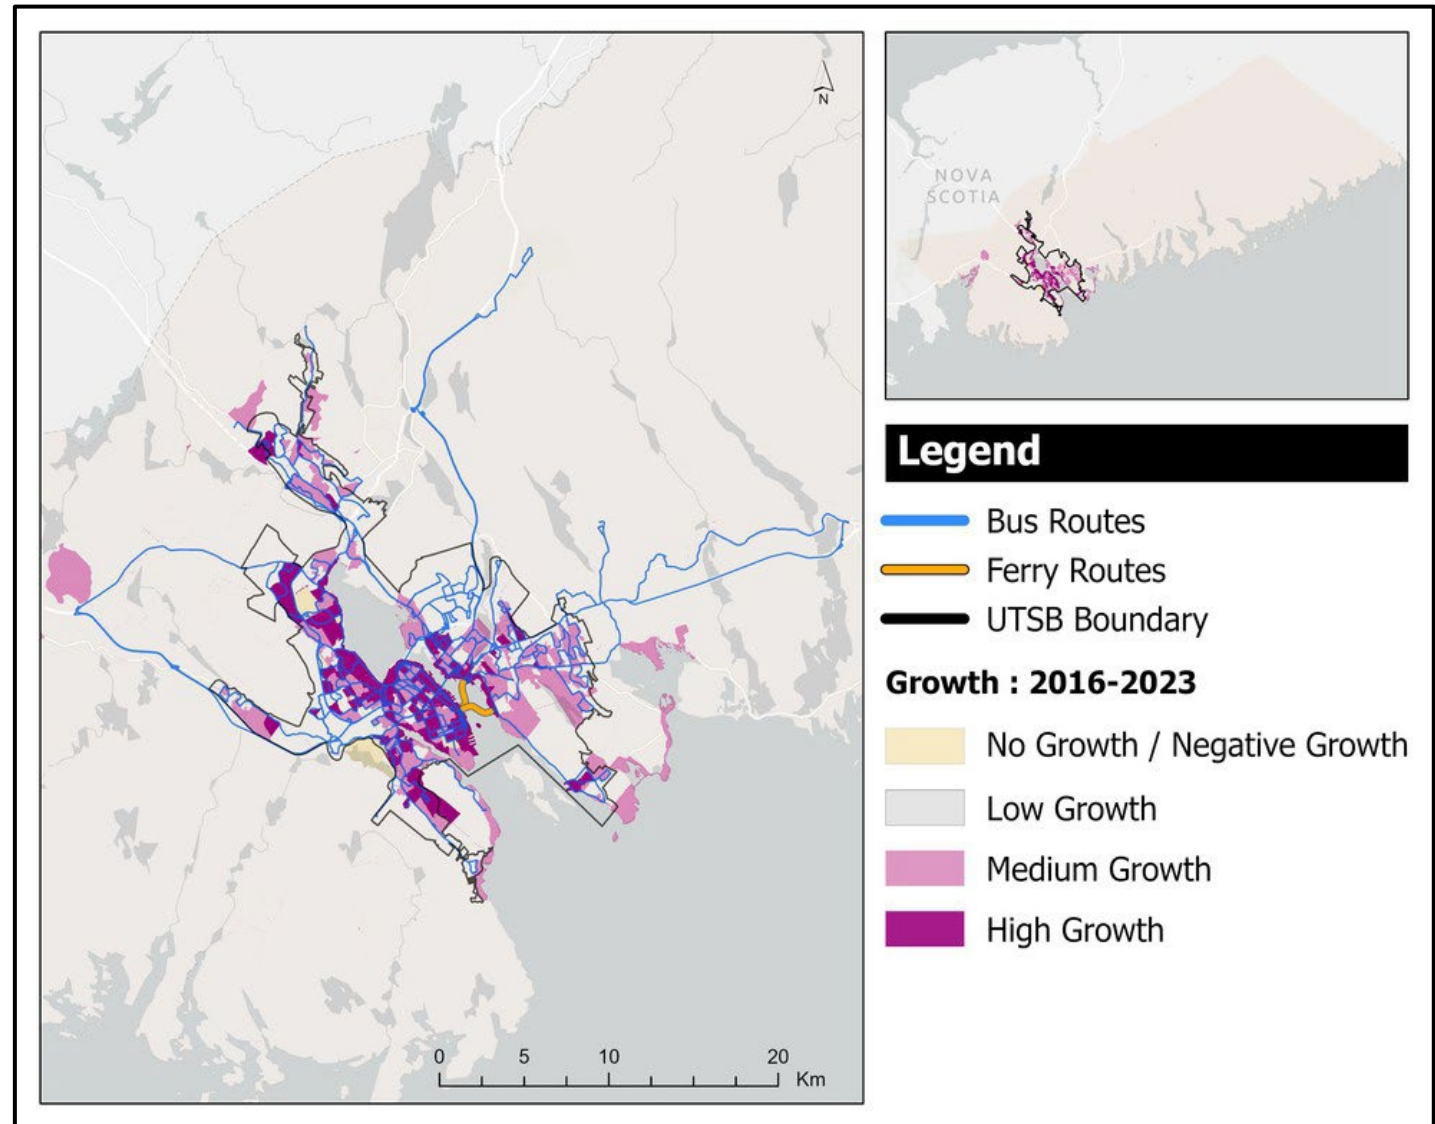 N
0 5 10 20
Km
NOVA
SCOTIA
Legend
Bus Routes
Ferry Routes
UTSB Boundary
Growth : 2016-2023
No Growth / Negative Growth
Low Growth
Medium Growth
High Growth